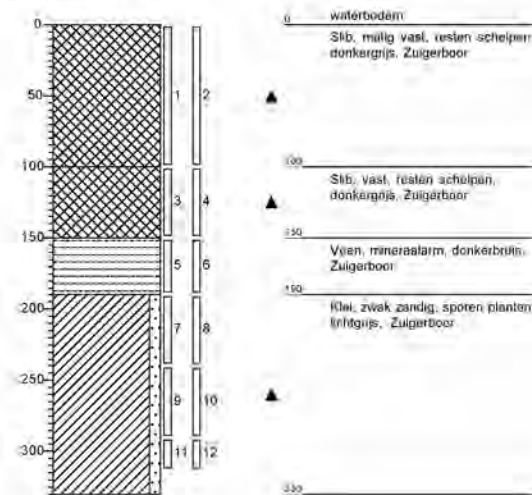 0
waterbodem
Slib, matig vast, resten schelpen,
donkergrijs, Zuigerboor
50
1
2
100
100
Slib, vast, resten schelpen,
donkergrijs, Zuigerboor
3
4
150
150
Veen, mineraalarm, donkerbruin,
Zuigerboor
5
6
190
Klei, zwak zandig, sporen planten,
lichtgrijs, Zuigerboor
200
7
8
250
9
10
300
11
12
330